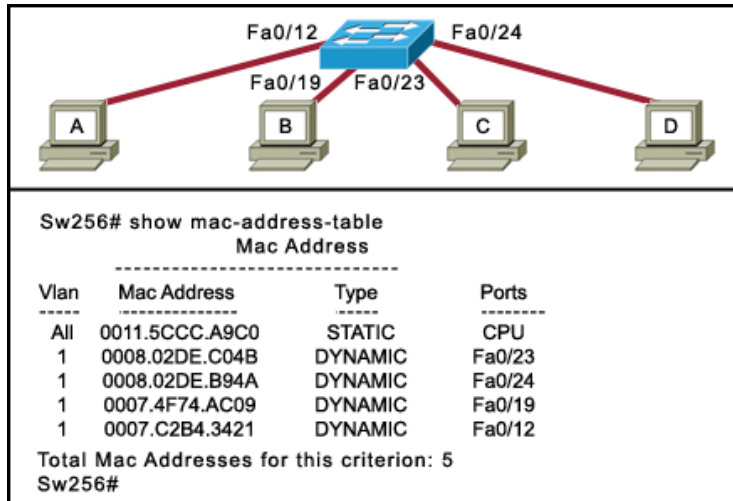 Fa0/12 Fa0/24
Fa0/19 Fa0/23
A B C D
Sw256# show mac-address-table
Mac Address
-------------------------------
Vlan Mac Address Type Ports
----- --------------- ----- --------
All 0011.5CCC.A9C0 STATIC CPU
1 0008.02DE.C04B DYNAMIC Fa0/23
1 0008.02DE.B94A DYNAMIC Fa0/24
1 0007.4F74.AC09 DYNAMIC Fa0/19
1 0007.C2B4.3421 DYNAMIC Fa0/12
Total Mac Addresses for this criterion: 5
Sw256#